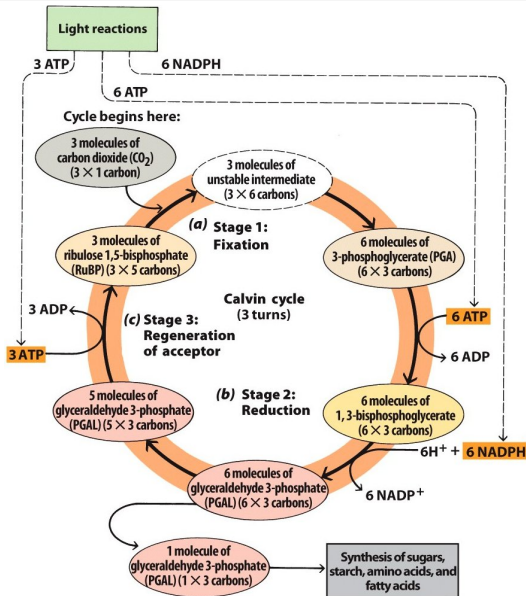 Light reactions
3 ATP
6 NADPH
6 ATP
Cycle begins here:
3 molecules of
carbon dioxide (CO₂)
(3 × 1 carbon)
3 molecules of
unstable intermediate
(3 × 6 carbons)
(a) Stage 1:
Fixation
3 molecules of
ribulose 1,5-bisphosphate
(RuBP) (3 × 5 carbons)
6 molecules of
3-phosphoglycerate (PGA)
(6 × 3 carbons)
Calvin cycle
(3 turns)
3 ADP
(c) Stage 3:
Regeneration
of acceptor
3 ATP
6 ATP
6 ADP
5 molecules of
glyceraldehyde 3-phosphate
(PGAL) (5 × 3 carbons)
(b) Stage 2:
Reduction
6 molecules of
1, 3-bisphosphoglycerate
(6 × 3 carbons)
6H⁺ + 6 NADPH
6 NADP⁺
6 molecules of
glyceraldehyde 3-phosphate
(PGAL) (6 × 3 carbons)
1 molecule of
glyceraldehyde 3-phosphate
(PGAL) (1 × 3 carbons)
Synthesis of sugars,
starch, amino acids, and
fatty acids